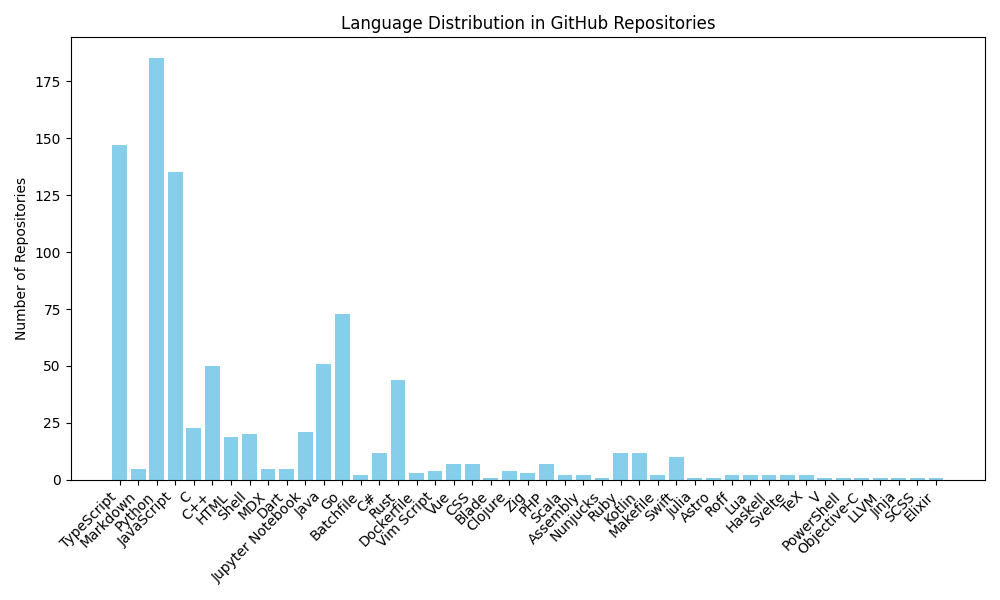 Language Distribution in GitHub Repositories
Number of Repositories
175
150
125
100
75
50
25
0
TypeScript
Markdown
Python
JavaScript
C
C++
HTML
Shell
MDX
Dart
Jupyter Notebook
Java
Go
Batchfile
C#
Rust
Dockerfile
Vim Script
Vue
CSS
Blade
Clojure
Zig
PHP
Scala
Assembly
Nunjucks
Ruby
Kotlin
Makefile
Swift
Julia
Astro
Roff
Lua
Haskell
Svelte
TeX
V
PowerShell
Objective-C
LLVM
Jinja
SCSS
Elixir